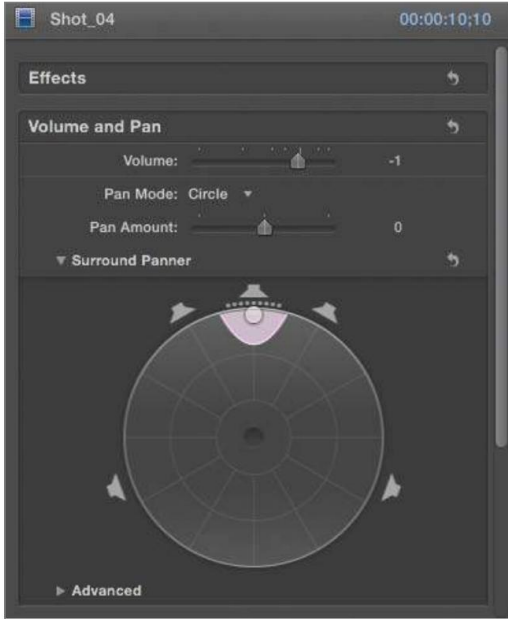 Shot_04 00:00:10;10
Effects
Volume and Pan
Volume: -1
Pan Mode: Circle
Pan Amount: 0
Surround Panner
Advanced